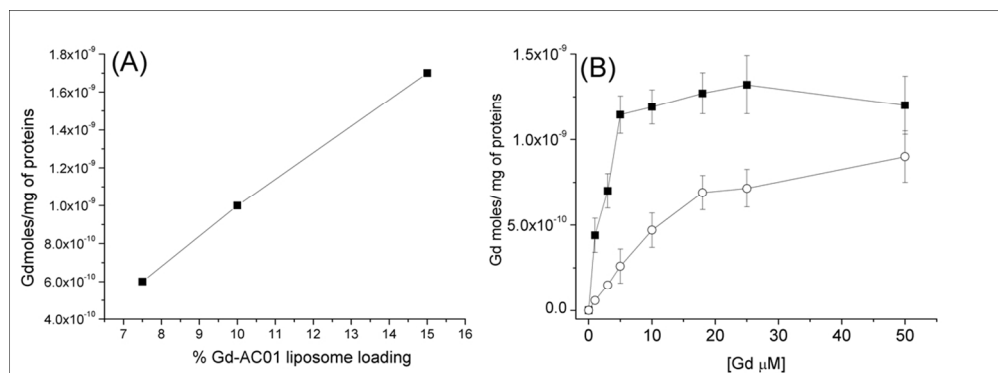 (A)
1.8x10⁻⁹
1.6x10⁻⁹
1.4x10⁻⁹
1.2x10⁻⁹
1.0x10⁻⁹
8.0x10⁻¹⁰
6.0x10⁻¹⁰
4.0x10⁻¹⁰
Gdmoles/mg of proteins
7 8 9 10 11 12 13 14 15 16
% Gd-AC01 liposome loading
(B)
1.5x10⁻⁹
1.0x10⁻⁹
5.0x10⁻¹⁰
0.0
Gd moles/ mg of proteins
0 10 20 30 40 50
[Gd μM]